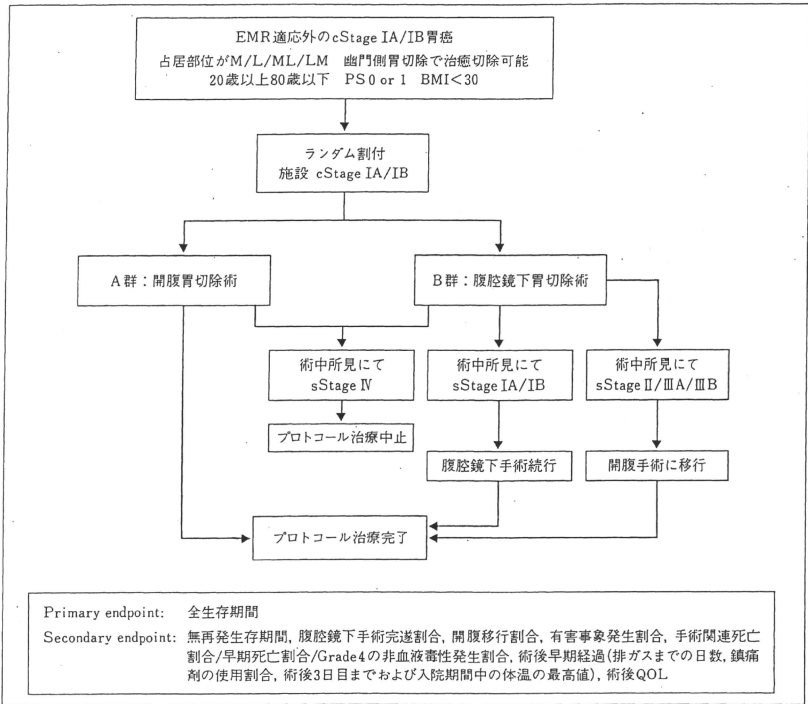 EMR適応外のcStage IA/IB胃癌
占居部位がM/L/ML/LM 幽門側胃切除で治癒切除可能
20歳以上80歳以下 PS 0 or 1 BMI<30
ランダム割付
施設 cStage IA/IB
A群：開腹胃切除術
B群：腹腔鏡下胃切除術
術中所見にて
sStage Ⅳ
術中所見にて
sStage IA/IB
術中所見にて
sStage Ⅱ/ⅢA/ⅢB
プロトコール治療中止
腹腔鏡下手術続行
開腹手術に移行
プロトコール治療完了
Primary endpoint: 全生存期間
Secondary endpoint: 無再発生存期間, 腹腔鏡下手術完遂割合, 開腹移行割合, 有害事象発生割合, 手術関連死亡
割合/早期死亡割合/Grade4の非血液毒性発生割合, 術後早期経過(排ガスまでの日数, 鎮痛
剤の使用割合, 術後3日目までおよび入院期間中の体温の最高値), 術後QOL